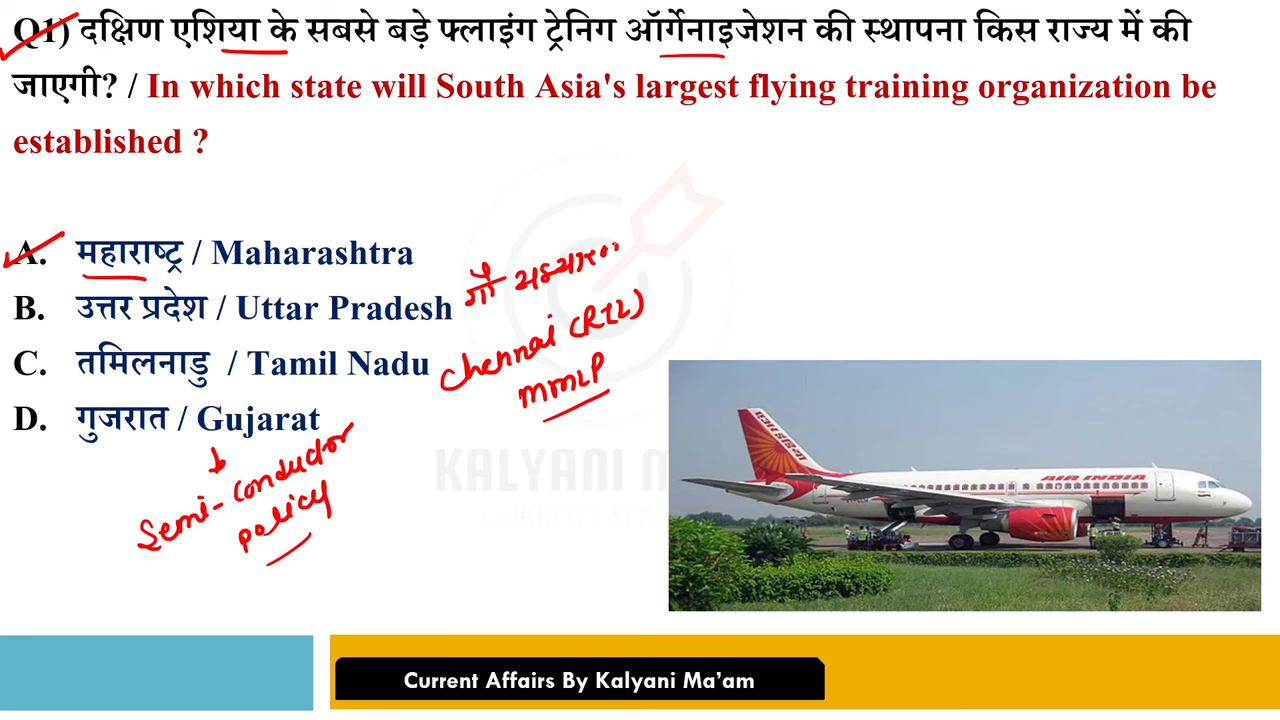 Q1) दक्षिण एशिया के सबसे बड़े फ्लाइंग ट्रेनिग ऑर्गेनाइजेशन की स्थापना किस राज्य में की
जाएगी? / In which state will South Asia's largest flying training organization be
established ?
A. महाराष्ट्र / Maharashtra
B. उत्तर प्रदेश / Uttar Pradesh
गौ
C. तमिलनाडु / Tamil Nadu
Chennai (RIL)
MMLP
D. गुजरात / Gujarat
Semi-conductor
policy
KALYANI M
AIR INDIA
Current Affairs By Kalyani Ma’am